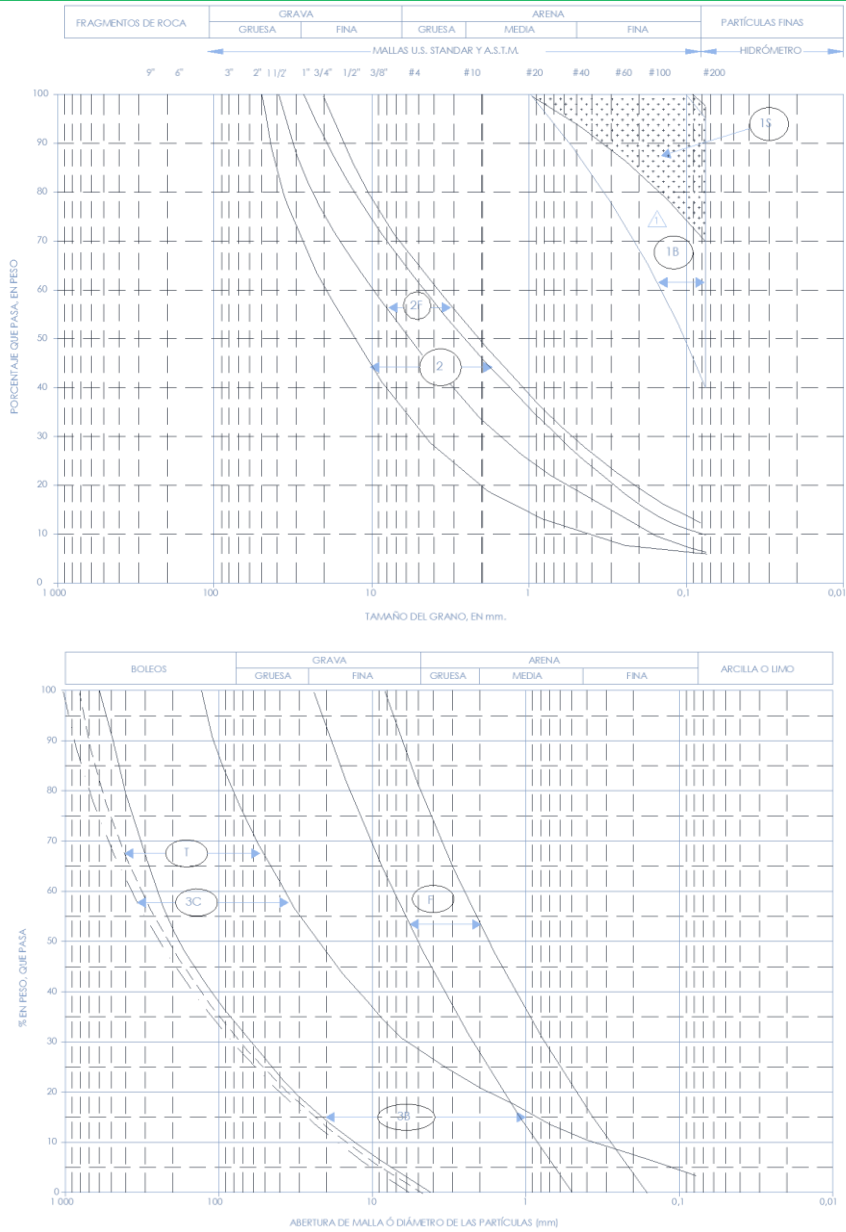 FRAGMENTOS DE ROCA GRAVA ARENA PARTÍCULAS FINAS
GRUESA FINA GRUESA MEDIA FINA
MALLAS U.S. STANDAR Y A.S.T.M. HIDRÓMETRO
9" 6" 3" 2" 1 1/2' 1" 3/4" 1/2" 3/8" #4 #10 #20 #40 #60 #100 #200
100
90
80
70
60
50
40
30
20
10
0
PORCENTAJE QUE PASA, EN PESO
1S
1
1B
2F
2
1 000 100 10 1 0,1 0,01
TAMAÑO DEL GRANO, EN mm.
BOLEOS GRAVA ARENA ARCILLA O LIMO
GRUESA FINA GRUESA MEDIA FINA
100
90
80
70
60
50
40
30
20
10
0
% EN PESO, QUE PASA
T
3C
F
3B
1 000 100 10 1 0,1 0,01
ABERTURA DE MALLA Ó DIÁMETRO DE LAS PARTÍCULAS (mm)